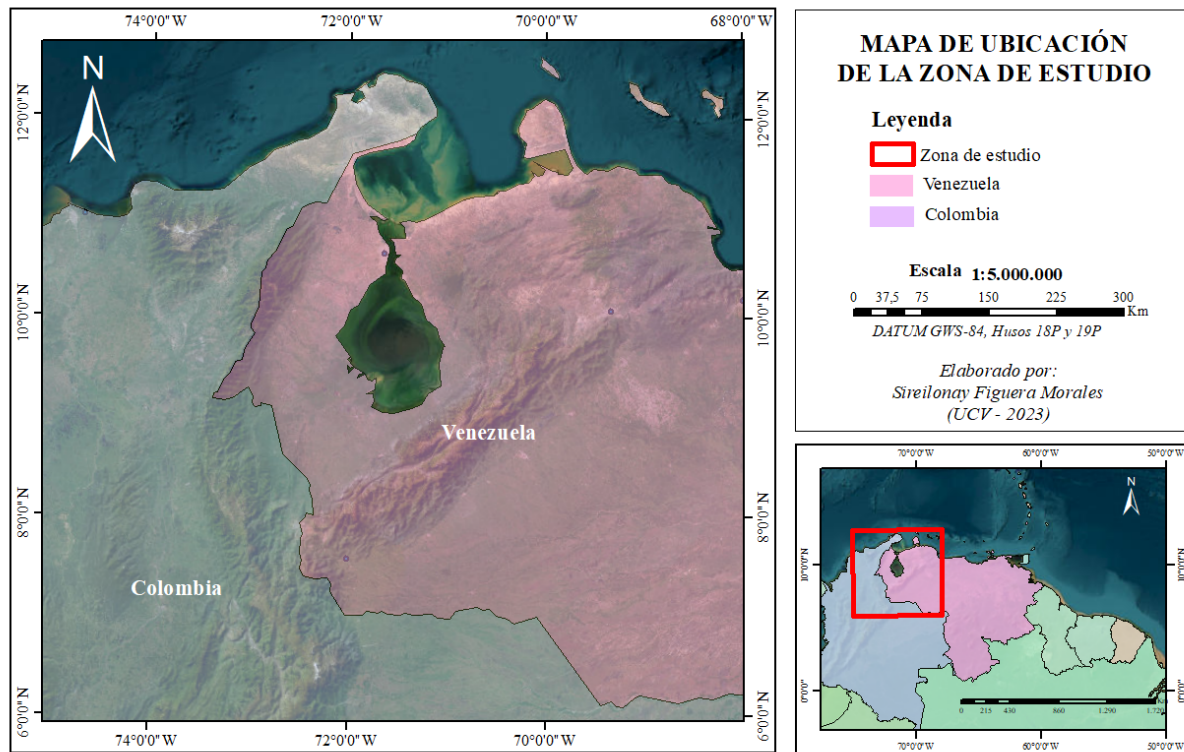 74°0'0"W 72°0'0"W 70°0'0"W 68°0'0"W
N
12°0'0"N
10°0'0"N
8°0'0"N
6°0'0"N
12°0'0"N
10°0'0"N
8°0'0"N
6°0'0"N
Venezuela
Colombia
74°0'0"W 72°0'0"W 70°0'0"W 68°0'0"W
MAPA DE UBICACIÓN
DE LA ZONA DE ESTUDIO
Leyenda
Zona de estudio
Venezuela
Colombia
Escala 1:5.000.000
0 37,5 75 150 225 300
Km
DATUM GWS-84, Husos 18P y 19P
Elaborado por:
Sireilonay Figuera Morales
(UCV - 2023)
70°0'0"W 60°0'0"W 50°0'0"W
N
10°0'0"N
0°0'0"N
10°0'0"N
0°0'0"N
0 215 430 860 1.290 1.720
70°0'0"W 60°0'0"W 50°0'0"W